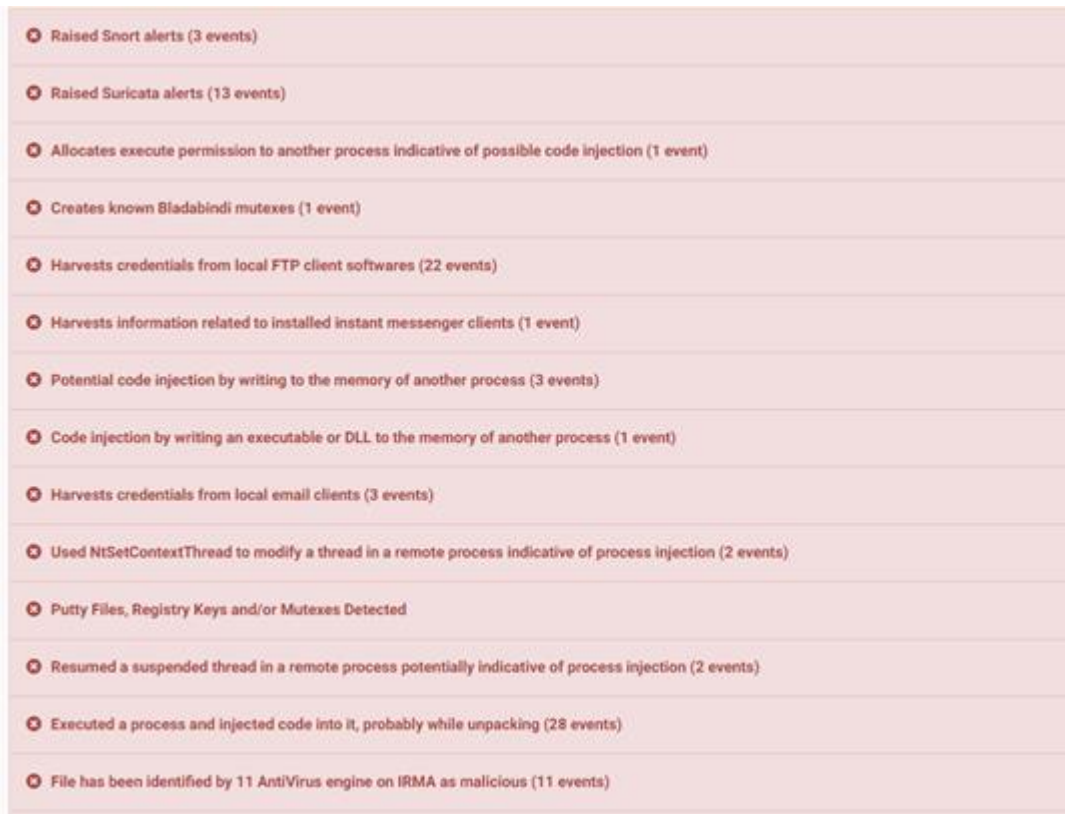 Raised Snort alerts (3 events)
Raised Suricata alerts (13 events)
Allocates execute permission to another process indicative of possible code injection (1 event)
Creates known Bladabindi mutexes (1 event)
Harvests credentials from local FTP client softwares (22 events)
Harvests information related to installed instant messenger clients (1 event)
Potential code injection by writing to the memory of another process (3 events)
Code injection by writing an executable or DLL to the memory of another process (1 event)
Harvests credentials from local email clients (3 events)
Used NtSetContextThread to modify a thread in a remote process indicative of process injection (2 events)
Putty Files, Registry Keys and/or Mutexes Detected
Resumed a suspended thread in a remote process potentially indicative of process injection (2 events)
Executed a process and injected code into it, probably while unpacking (28 events)
File has been identified by 11 AntiVirus engine on IRMA as malicious (11 events)